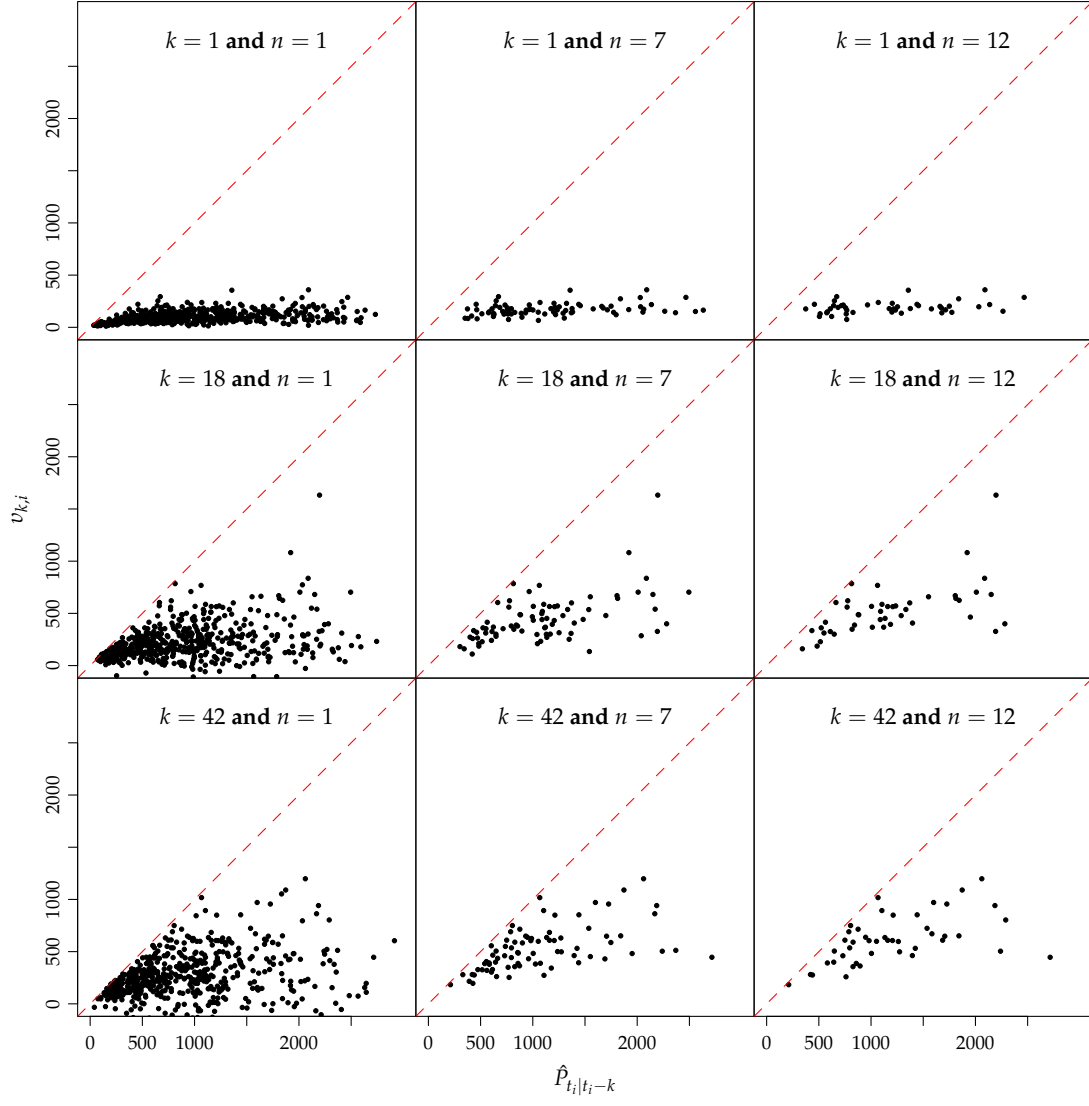 k = 1 and n = 1
k = 1 and n = 7
k = 1 and n = 12
0 500 1000 2000
k = 18 and n = 1
k = 18 and n = 7
k = 18 and n = 12
0 500 1000 2000
v_{k,i}
k = 42 and n = 1
k = 42 and n = 7
k = 42 and n = 12
0 500 1000 2000
0 500 1000 2000
0 500 1000 2000
0 500 1000 2000
P̂_{t_i|t_i−k}